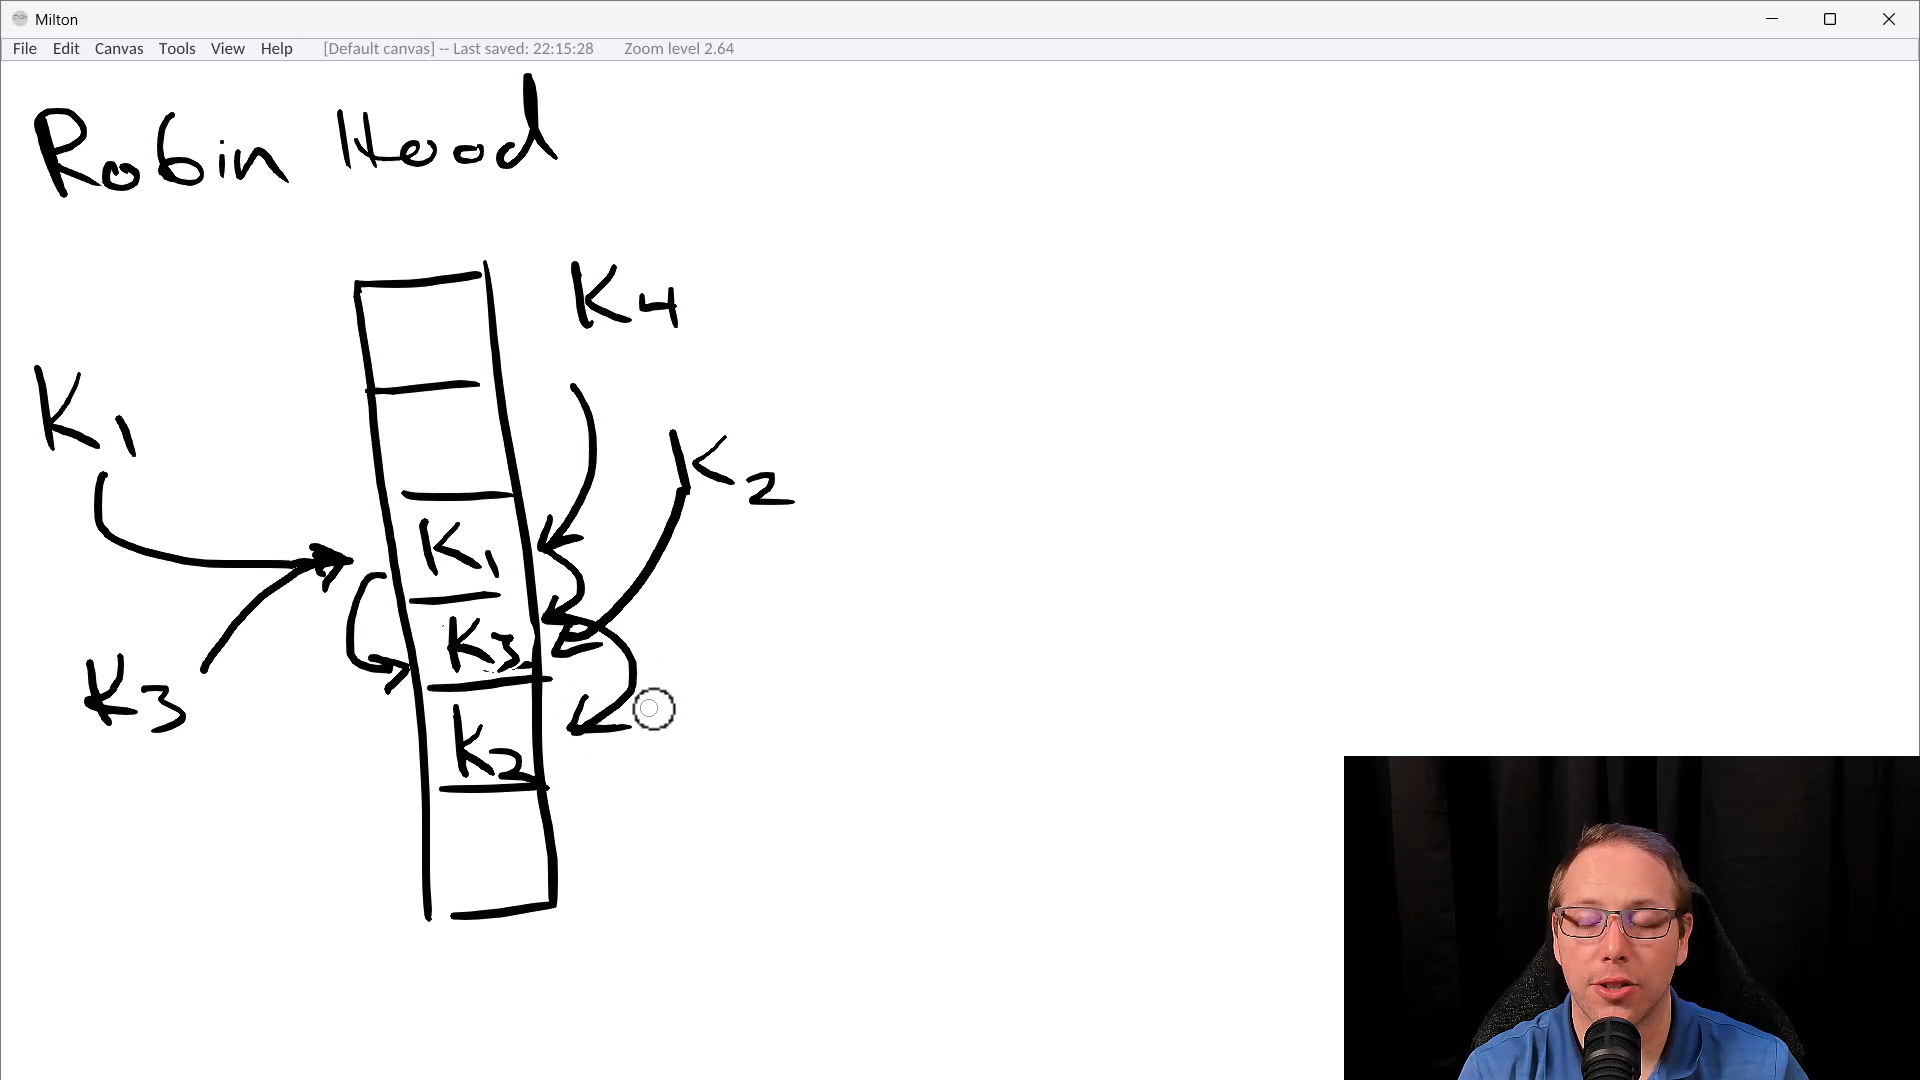 Milton
File Edit Canvas Tools View Help [Default canvas] -- Last saved: 22:15:28 Zoom level 2.64
Robin Hood
K4
K1
K2
K1
K3
K3
K2